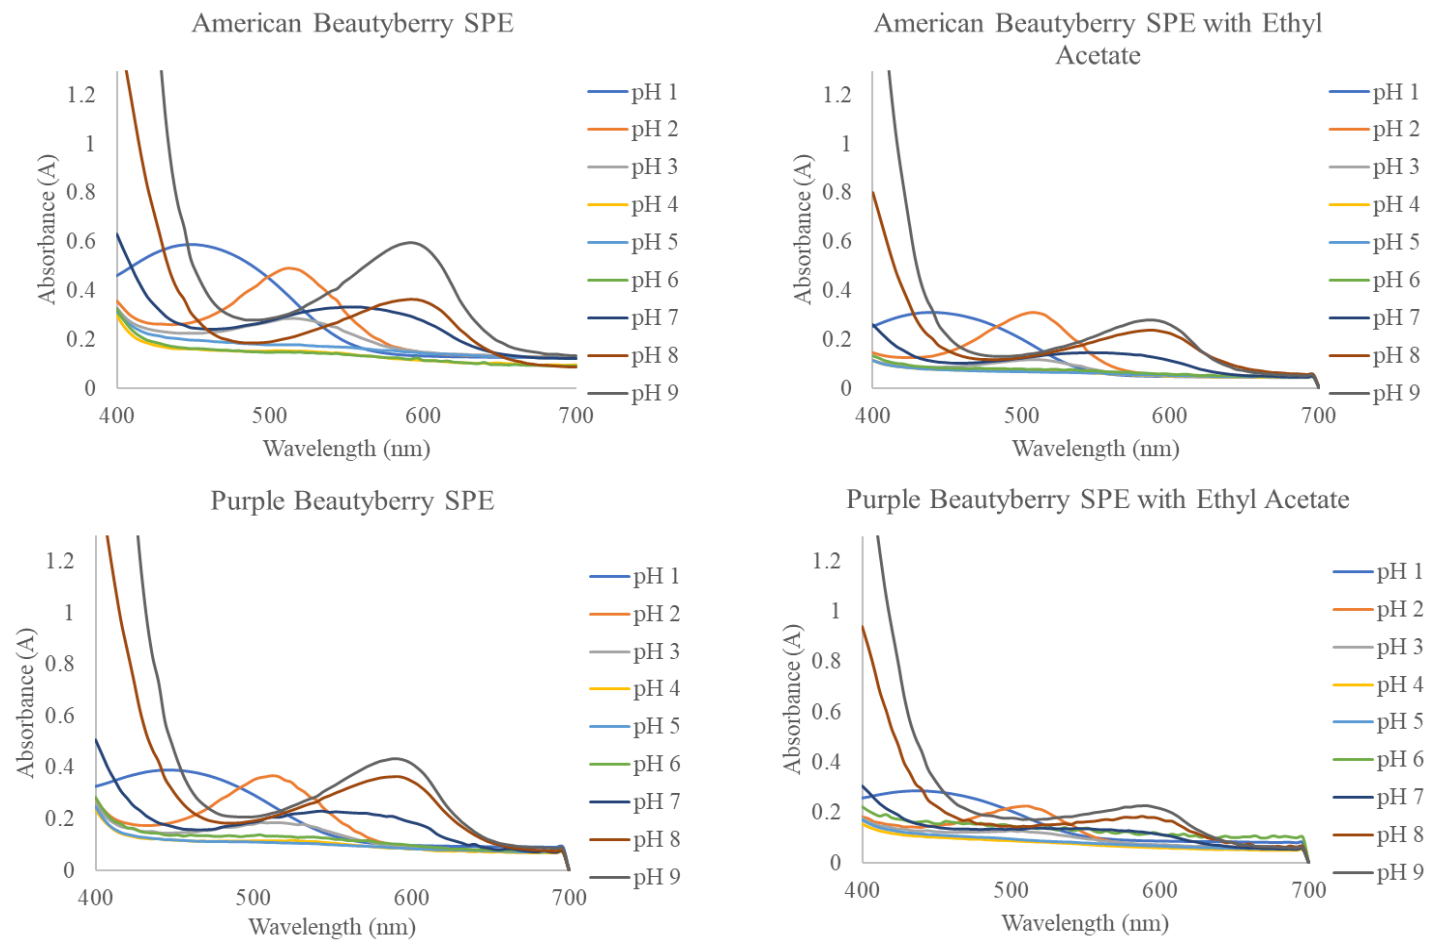 American Beautyberry SPE
Absorbance (A)
1.2
1
0.8
0.6
0.4
0.2
0
400
500
600
700
Wavelength (nm)
pH 1
pH 2
pH 3
pH 4
pH 5
pH 6
pH 7
pH 8
pH 9
American Beautyberry SPE with Ethyl
Acetate
Absorbance (A)
1.2
1
0.8
0.6
0.4
0.2
0
400
500
600
700
Wavelength (nm)
pH 1
pH 2
pH 3
pH 4
pH 5
pH 6
pH 7
pH 8
pH 9
Purple Beautyberry SPE
Absorbance (A)
1.2
1
0.8
0.6
0.4
0.2
0
400
500
600
700
Wavelength (nm)
pH 1
pH 2
pH 3
pH 4
pH 5
pH 6
pH 7
pH 8
pH 9
Purple Beautyberry SPE with Ethyl Acetate
Absorbance (A)
1.2
1
0.8
0.6
0.4
0.2
0
400
500
600
700
Wavelength (nm)
pH 1
pH 2
pH 3
pH 4
pH 5
pH 6
pH 7
pH 8
pH 9